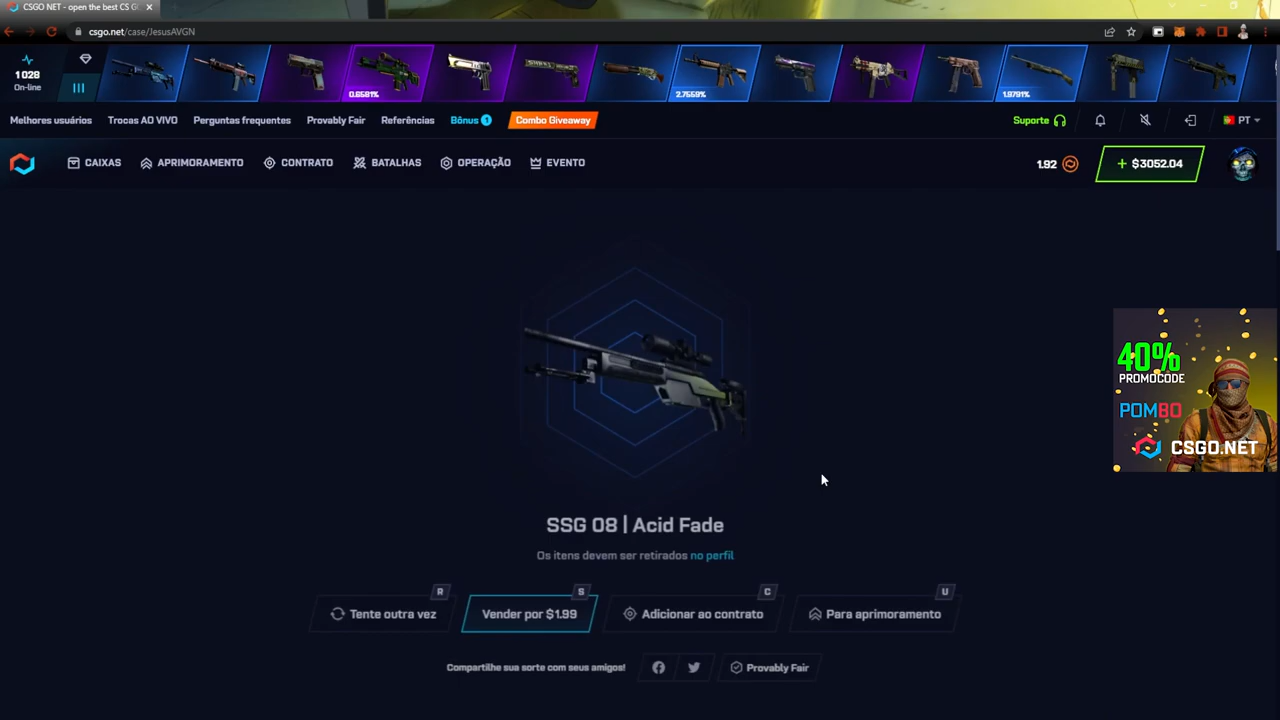 CSGO NET - open the best CS G
csgo.net/case/JesusAVGN
1 028
On-line
0.6581%
2.7559%
1.9791%
Melhores usuários
Trocas AO VIVO
Perguntas frequentes
Provably Fair
Referências
Bônus 1
Combo Giveaway
Suporte
PT
CAIXAS
APRIMORAMENTO
CONTRATO
BATALHAS
OPERAÇÃO
EVENTO
1.92
+ $3052.04
40%
PROMOCODE
POMBO
CSGO.NET
SSG 08 | Acid Fade
Os itens devem ser retirados no perfil
R
S
C
U
Tente outra vez
Vender por $1.99
Adicionar ao contrato
Para aprimoramento
Compartilhe sua sorte com seus amigos!
Provably Fair